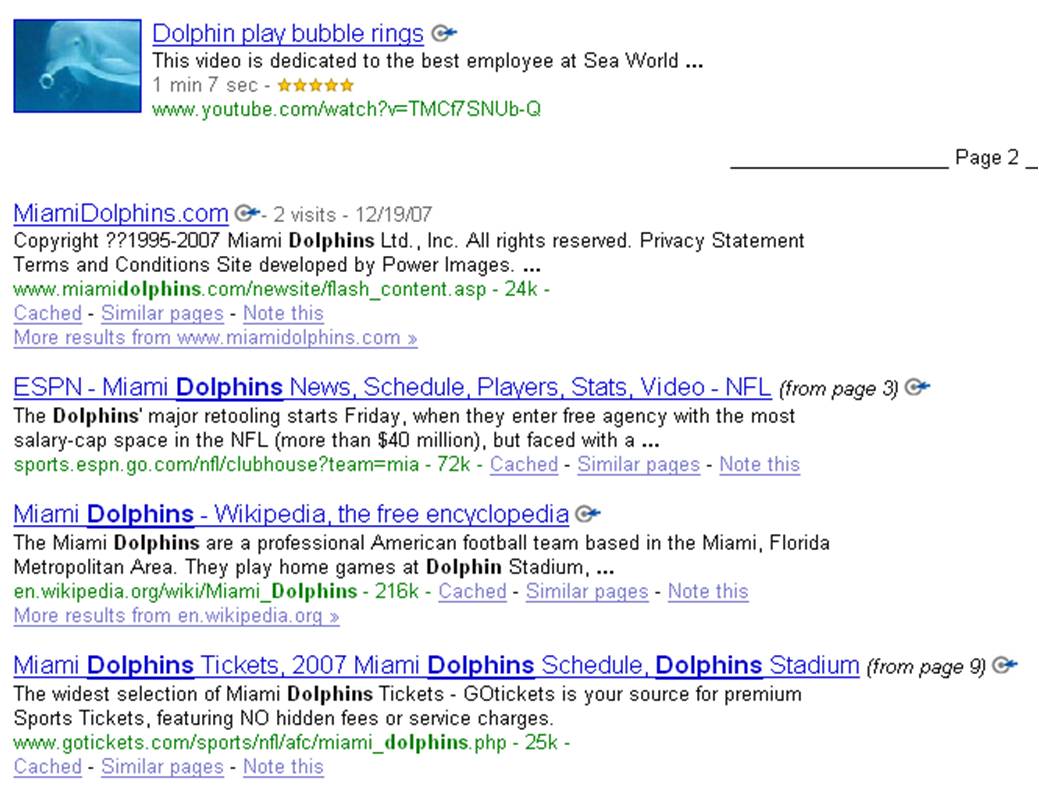 Dolphin play bubble rings
This video is dedicated to the best employee at Sea World ...
1 min 7 sec -
www.youtube.com/watch?v=TMCf7SNUb-Q
Page 2
MiamiDolphins.com - 2 visits - 12/19/07
Copyright ??1995-2007 Miami Dolphins Ltd., Inc. All rights reserved. Privacy Statement
Terms and Conditions Site developed by Power Images. ...
www.miamidolphins.com/newsite/flash_content.asp - 24k -
Cached - Similar pages - Note this
More results from www.miamidolphins.com »
ESPN - Miami Dolphins News, Schedule, Players, Stats, Video - NFL (from page 3)
The Dolphins' major retooling starts Friday, when they enter free agency with the most
salary-cap space in the NFL (more than $40 million), but faced with a ...
sports.espn.go.com/nfl/clubhouse?team=mia - 72k - Cached - Similar pages - Note this
Miami Dolphins - Wikipedia, the free encyclopedia
The Miami Dolphins are a professional American football team based in the Miami, Florida
Metropolitan Area. They play home games at Dolphin Stadium, ...
en.wikipedia.org/wiki/Miami_Dolphins - 216k - Cached - Similar pages - Note this
More results from en.wikipedia.org »
Miami Dolphins Tickets, 2007 Miami Dolphins Schedule, Dolphins Stadium (from page 9)
The widest selection of Miami Dolphins Tickets - GOtickets is your source for premium
Sports Tickets, featuring NO hidden fees or service charges.
www.gotickets.com/sports/nfl/afc/miami_dolphins.php - 25k -
Cached - Similar pages - Note this